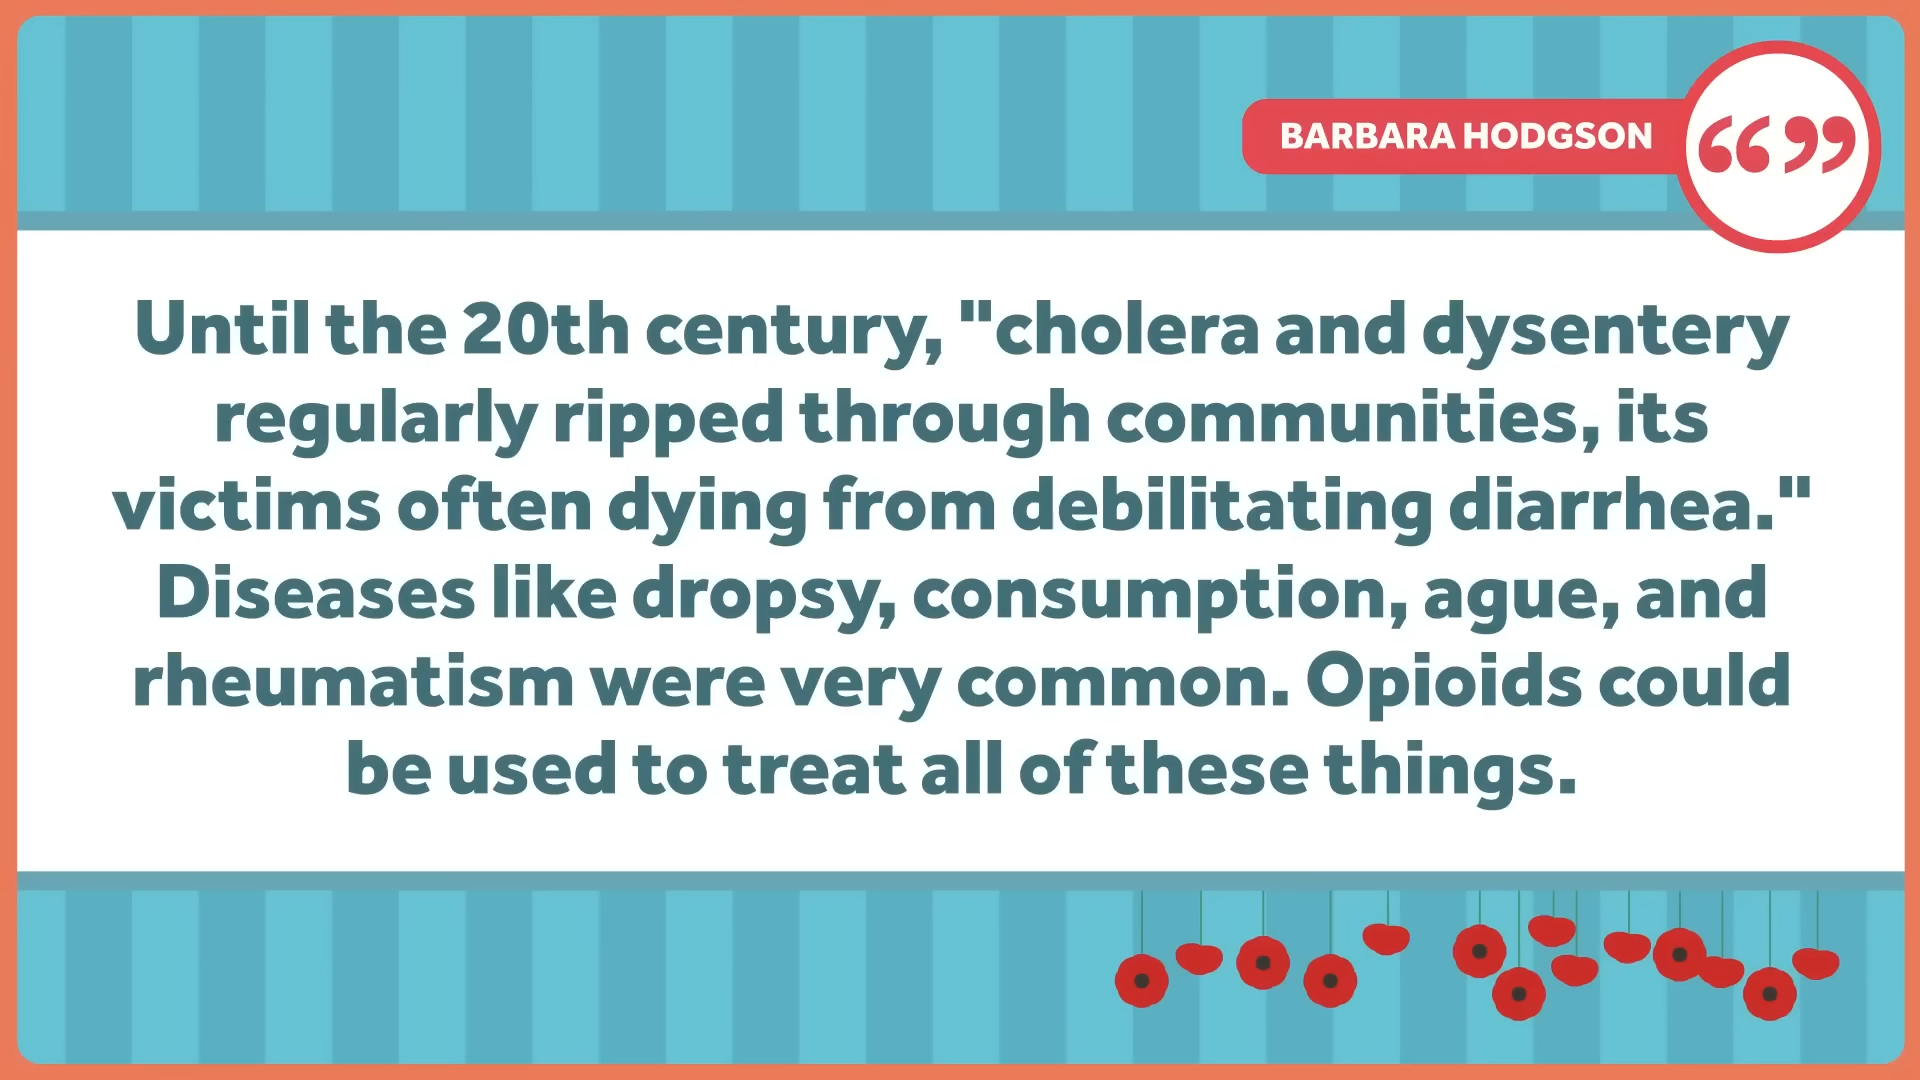 BARBARA HODGSON
““ ””
Until the 20th century, "cholera and dysentery
regularly ripped through communities, its
victims often dying from debilitating diarrhea."
Diseases like dropsy, consumption, ague, and
rheumatism were very common. Opioids could
be used to treat all of these things.